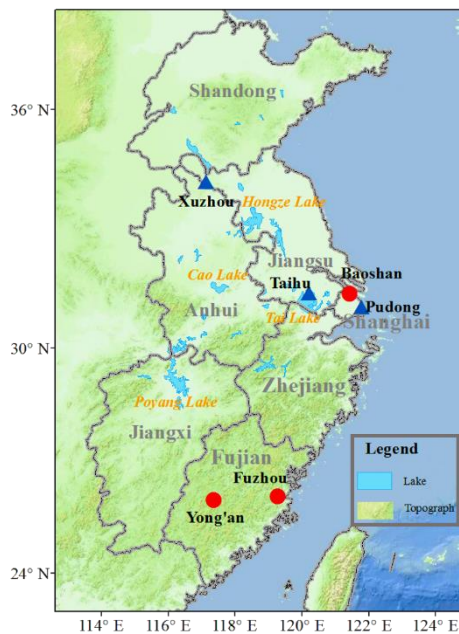 36° N
Shandong
Xuzhou
Hongze Lake
Jiangsu
Cao Lake
Taihu
Baoshan
Anhui
Tai Lake
Pudong
Shanghai
30° N
Zhejiang
Poyang Lake
Jiangxi
Legend
Fujian
Fuzhou
Lake
Yong'an
Topograph
24° N
114° E 116° E 118° E 120° E 122° E 124° E